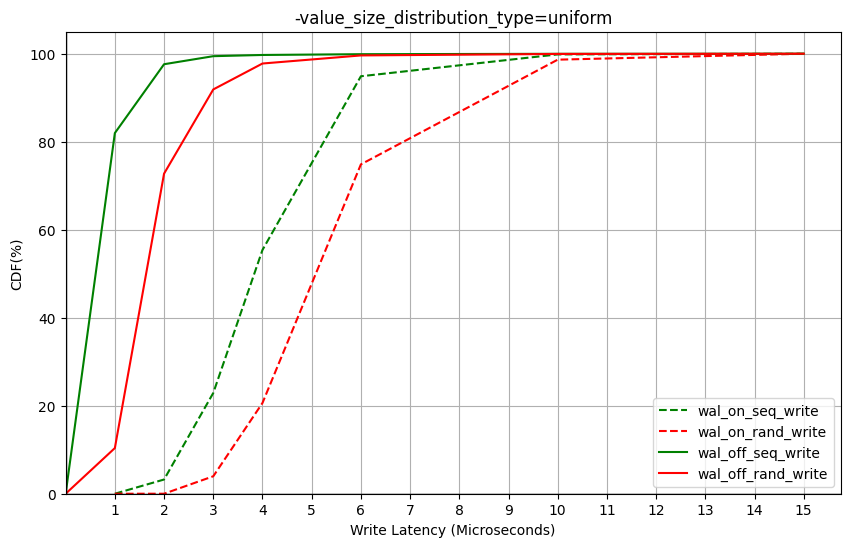 -value_size_distribution_type=uniform
CDF(%)
100
80
60
40
20
0
1 2 3 4 5 6 7 8 9 10 11 12 13 14 15
Write Latency (Microseconds)
wal_on_seq_write
wal_on_rand_write
wal_off_seq_write
wal_off_rand_write